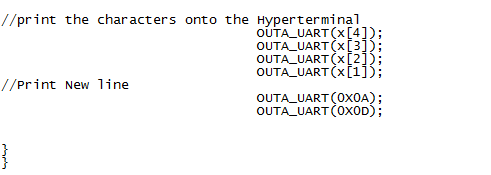 //print the characters onto the Hyperterminal
OUTA_UART(x[4]);
OUTA_UART(x[3]);
OUTA_UART(x[2]);
OUTA_UART(x[1]);
//Print New line
OUTA_UART(0X0A);
OUTA_UART(0X0D);
}
}